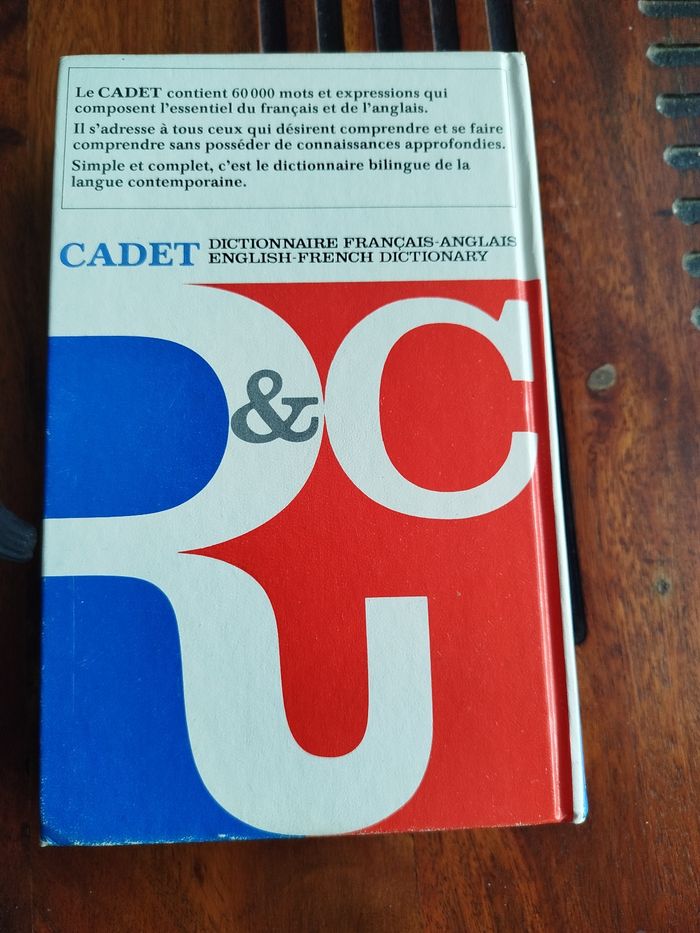 Le CADET contient 60 000 mots et expressions qui
composent l'essentiel du français et de l'anglais.
Il s'adresse à tous ceux qui désirent comprendre et se faire
comprendre sans posséder de connaissances approfondies.
Simple et complet, c'est le dictionnaire bilingue de la
langue contemporaine.
CADET DICTIONNAIRE FRANÇAIS-ANGLAIS
ENGLISH-FRENCH DICTIONARY
R&C